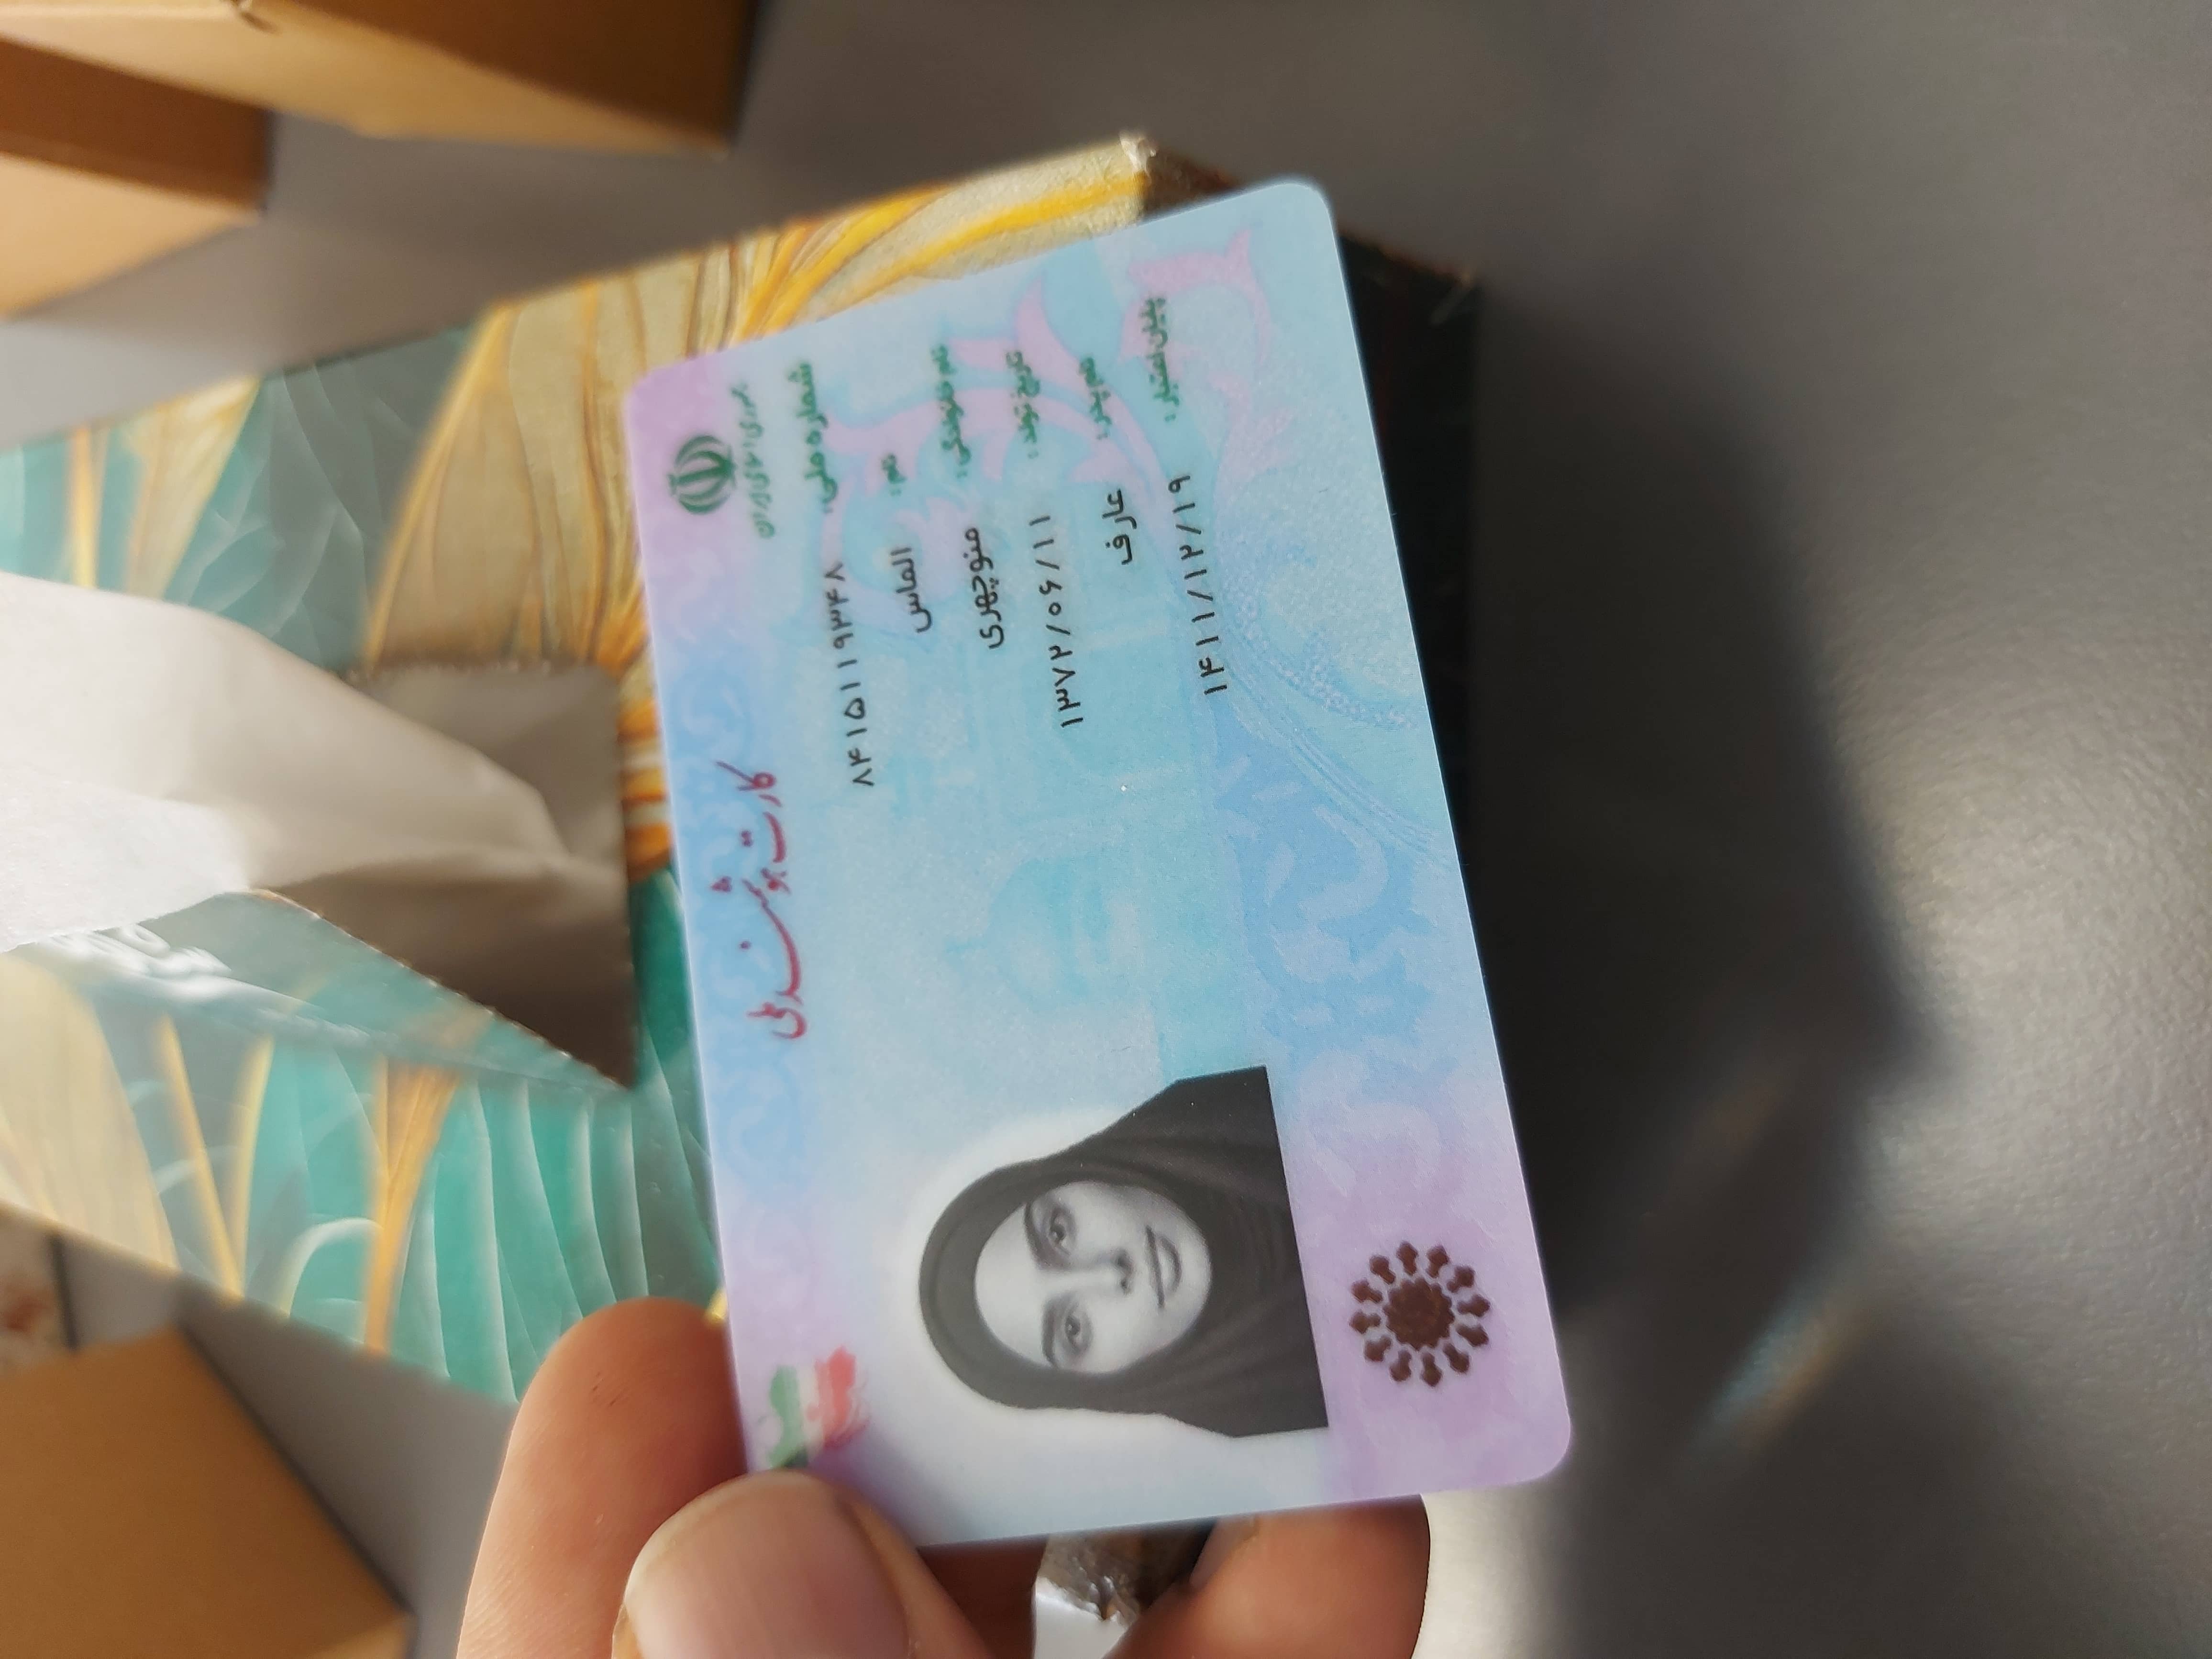 جمهوری اسلامی ایران
کارت هوشمند ملی
شماره ملی: ۸۴۱۵۱۱۹۳۴۸
نام: الماس
نام خانوادگی: منوچهری
تاریخ تولد: ۱۳۷۲/۰۶/۱۱
نام پدر: عارف
پایان اعتبار: ۱۴۱۱/۱۲/۱۹